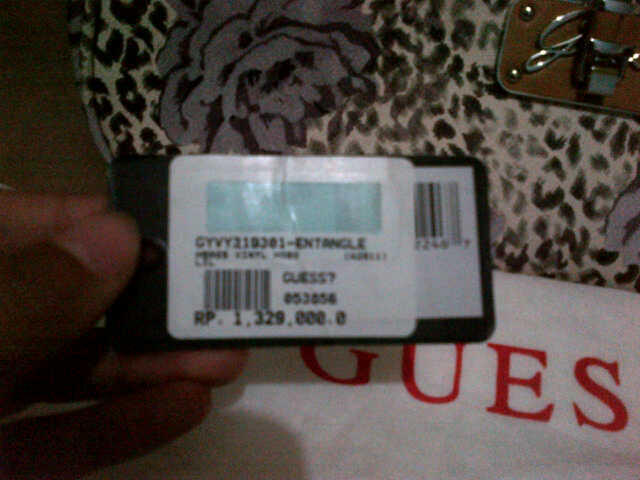 GYVY219301-ENTANGLE
GUESS?
053856
RP. 1,329,000.0
GUES